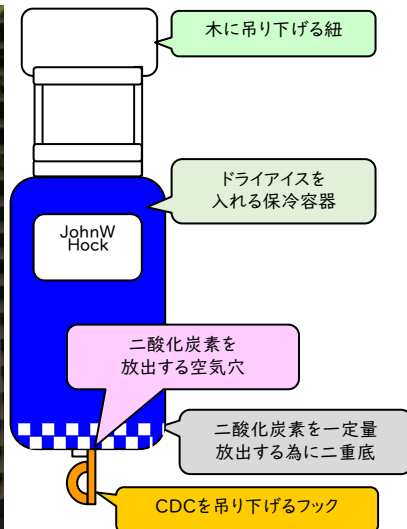 木に吊り下げる紐
ドライアイスを
入れる保冷容器
JohnW
Hock
二酸化炭素を
放出する空気穴
二酸化炭素を一定量
放出する為に二重底
CDCを吊り下げるフック